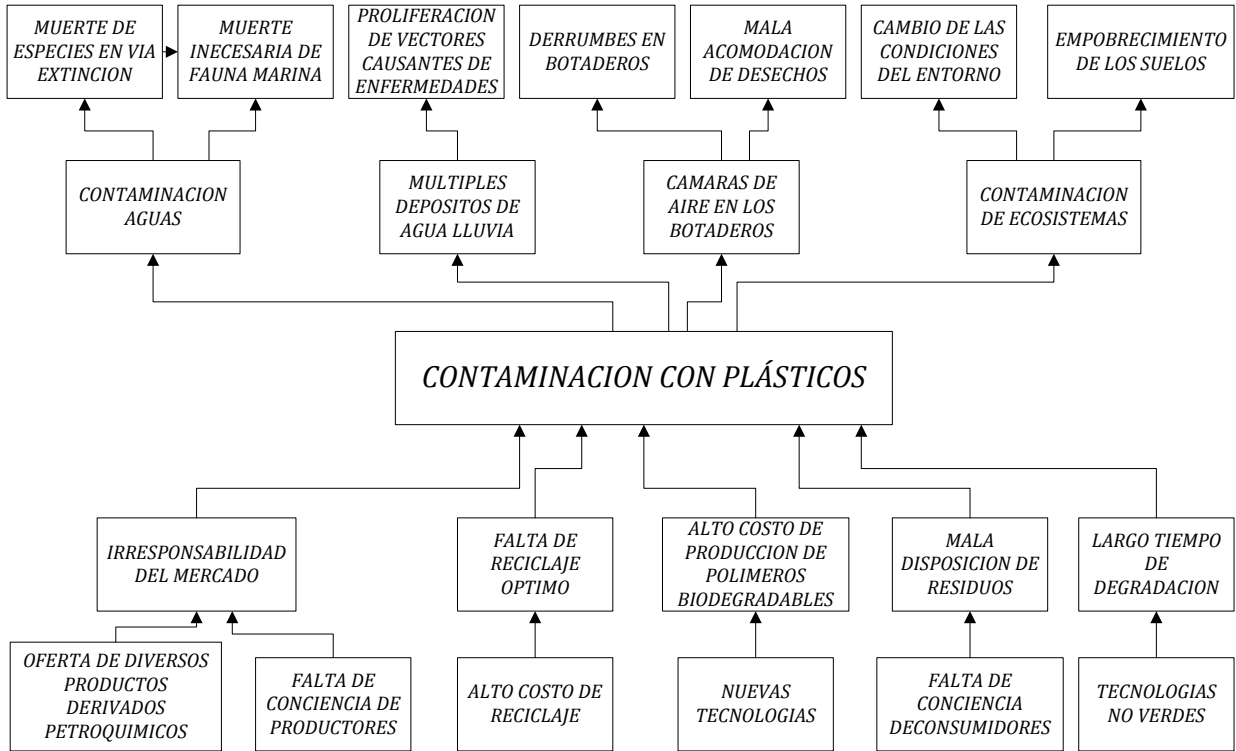 MUERTE DE
ESPECIES EN VIA
EXTINCION
MUERTE
INECESARIA DE
FAUNA MARINA
PROLIFERACION
DE VECTORES
CAUSANTES DE
ENFERMEDADES
DERRUMBES EN
BOTADEROS
MALA
ACOMODACION
DE DESECHOS
CAMBIO DE LAS
CONDICIONES
DEL ENTORNO
EMPOBRECIMIENTO
DE LOS SUELOS
CONTAMINACION
AGUAS
MULTIPLES
DEPOSITOS DE
AGUA LLUVIA
CAMARAS DE
AIRE EN LOS
BOTADEROS
CONTAMINACION
DE ECOSISTEMAS
CONTAMINACION CON PLÁSTICOS
IRRESPONSABILIDAD
DEL MERCADO
FALTA DE
RECICLAJE
OPTIMO
ALTO COSTO DE
PRODUCCION DE
POLIMEROS
BIODEGRADABLES
MALA
DISPOSICION DE
RESIDUOS
LARGO TIEMPO
DE
DEGRADACION
OFERTA DE DIVERSOS
PRODUCTOS
DERIVADOS
PETROQUIMICOS
FALTA DE
CONCIENCIA DE
PRODUCTORES
ALTO COSTO DE
RECICLAJE
NUEVAS
TECNOLOGIAS
FALTA DE
CONCIENCIA
DECONSUMIDORES
TECNOLOGIAS
NO VERDES